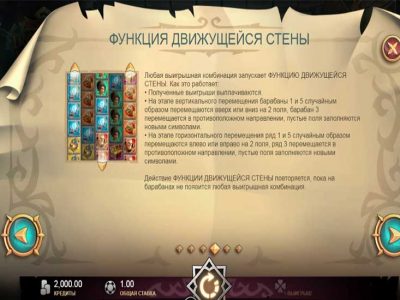 ФУНКЦИЯ ДВИЖУЩЕЙСЯ СТЕНЫ
Любая выигрышная комбинация запускает ФУНКЦИЮ ДВИЖУЩЕЙСЯ
СТЕНЫ. Как это работает:
• Полученные выигрыши выплачиваются.
• На этапе вертикального перемещения барабаны 1 и 5 случайным
образом перемещаются вверх или вниз на 2 поля, барабан 3
перемещается в противоположном направлении, пустые поля заполняются
новыми символами.
• На этапе горизонтального перемещения ряд 1 и 5 случайным образом
перемещаются влево или вправо на 2 поля, ряд 3 перемещается в
противоположном направлении, пустые поля заполняются новыми
символами.
Действие ФУНКЦИИ ДВИЖУЩЕЙСЯ СТЕНЫ повторяется, пока на
барабанах не появится любая выигрышная комбинация.
2,000.00
КРЕДИТЫ
1.00
ОБЩАЯ СТАВКА
ВЫИГРЫШ